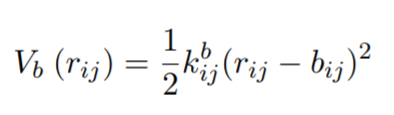 V_b (r_{ij}) = \frac{1}{2} k^b_{ij} (r_{ij} − b_{ij})^2